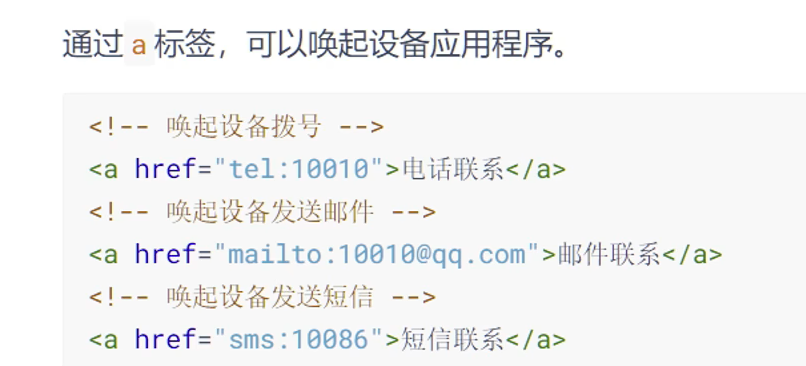 通过 a 标签，可以唤起设备应用程序。
<!-- 唤起设备拨号 -->
<a href="tel:10010">电话联系</a>
<!-- 唤起设备发送邮件 -->
<a href="mailto:10010@qq.com">邮件联系</a>
<!-- 唤起设备发送短信 -->
<a href="sms:10086">短信联系</a>